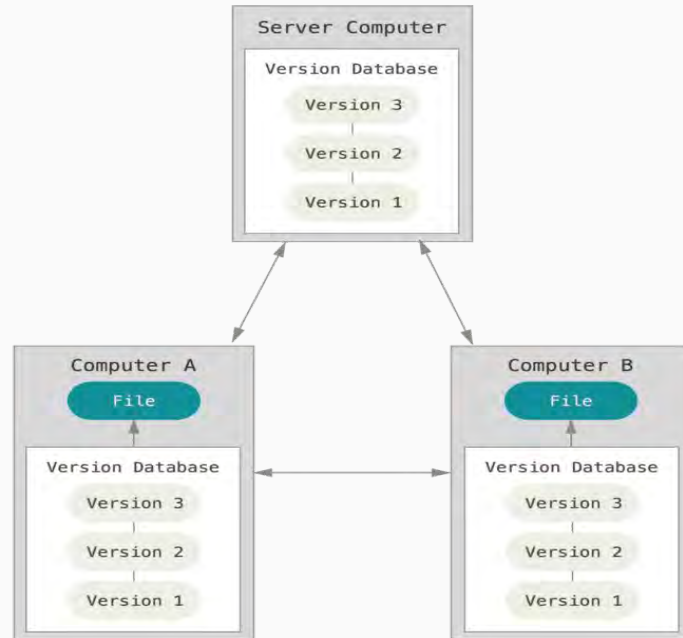 Server Computer
Version Database
Version 3
Version 2
Version 1
Computer A
File
Version Database
Version 3
Version 2
Version 1
Computer B
File
Version Database
Version 3
Version 2
Version 1